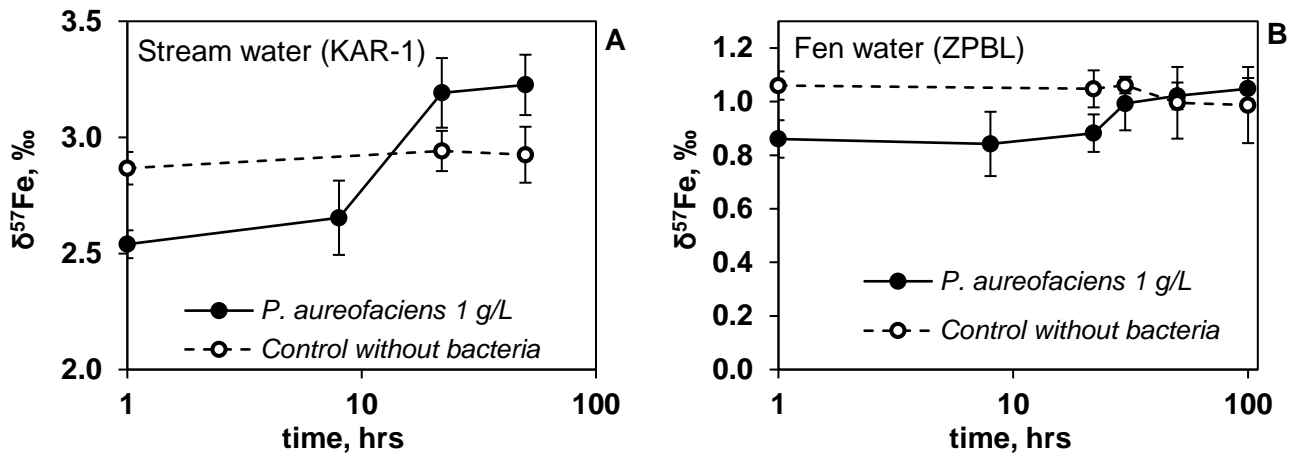 A
Stream water (KAR-1)
3.5
3.0
2.5
2.0
δ⁵⁷Fe, ‰
P. aureofaciens 1 g/L
Control without bacteria
1
10
100
time, hrs
B
Fen water (ZPBL)
1.2
1.0
0.8
0.6
0.4
0.2
0.0
δ⁵⁷Fe, ‰
P. aureofaciens 1 g/L
Control without bacteria
1
10
100
time, hrs